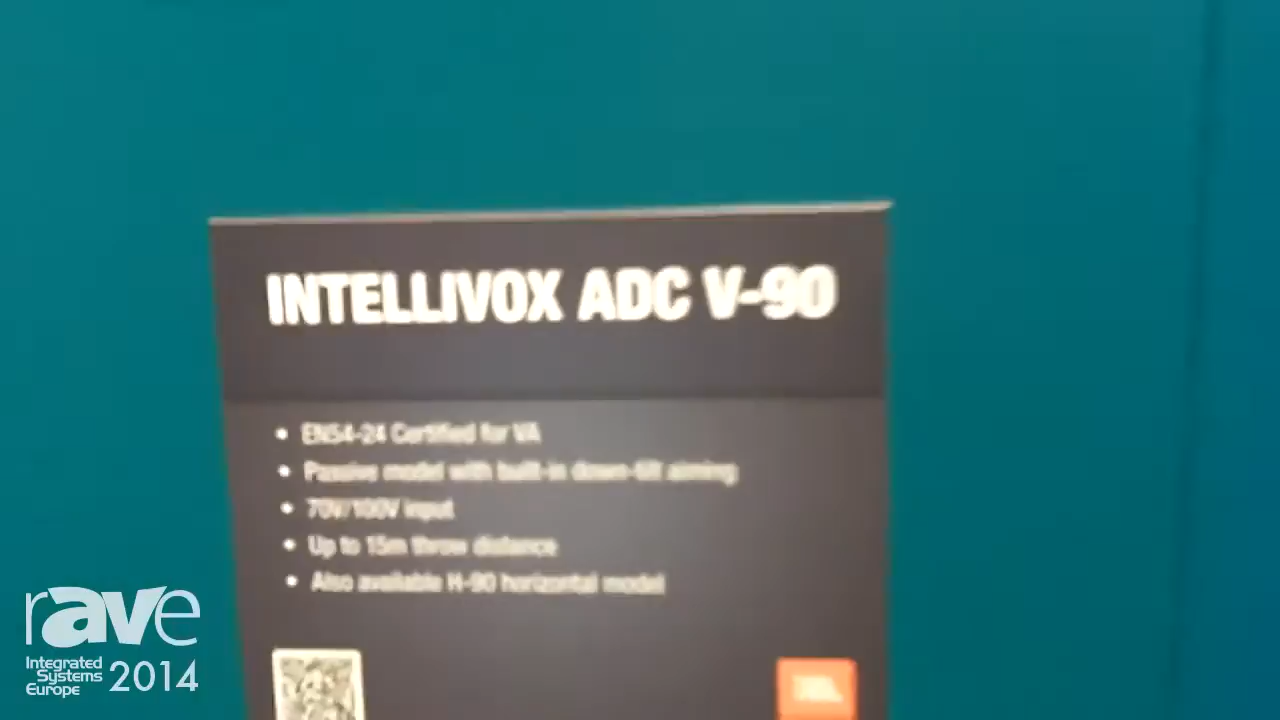 INTELLIVOX ADC V-90
• EN54-24 Certified for VA
• Passive model with built-in down-tilt aiming
• 70V/100V input
• Up to 15m throw distance
• Also available H-90 horizontal model
JBL
rave
Integrated
Systems
Europe 2014